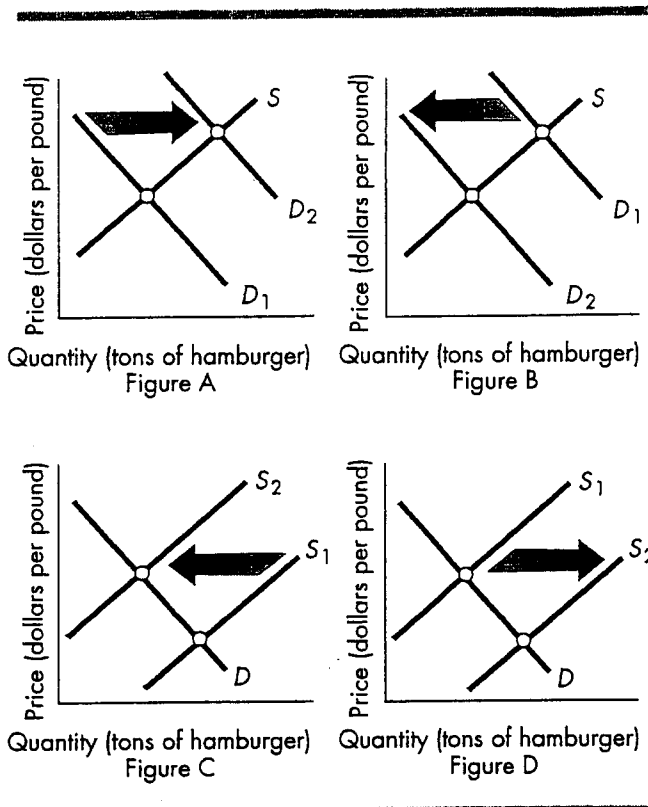 Price (dollars per pound)
S
D2
D1
Quantity (tons of hamburger)
Figure A
Price (dollars per pound)
S
D1
D2
Quantity (tons of hamburger)
Figure B
Price (dollars per pound)
S2
S1
D
Quantity (tons of hamburger)
Figure C
Price (dollars per pound)
S1
S2
D
Quantity (tons of hamburger)
Figure D